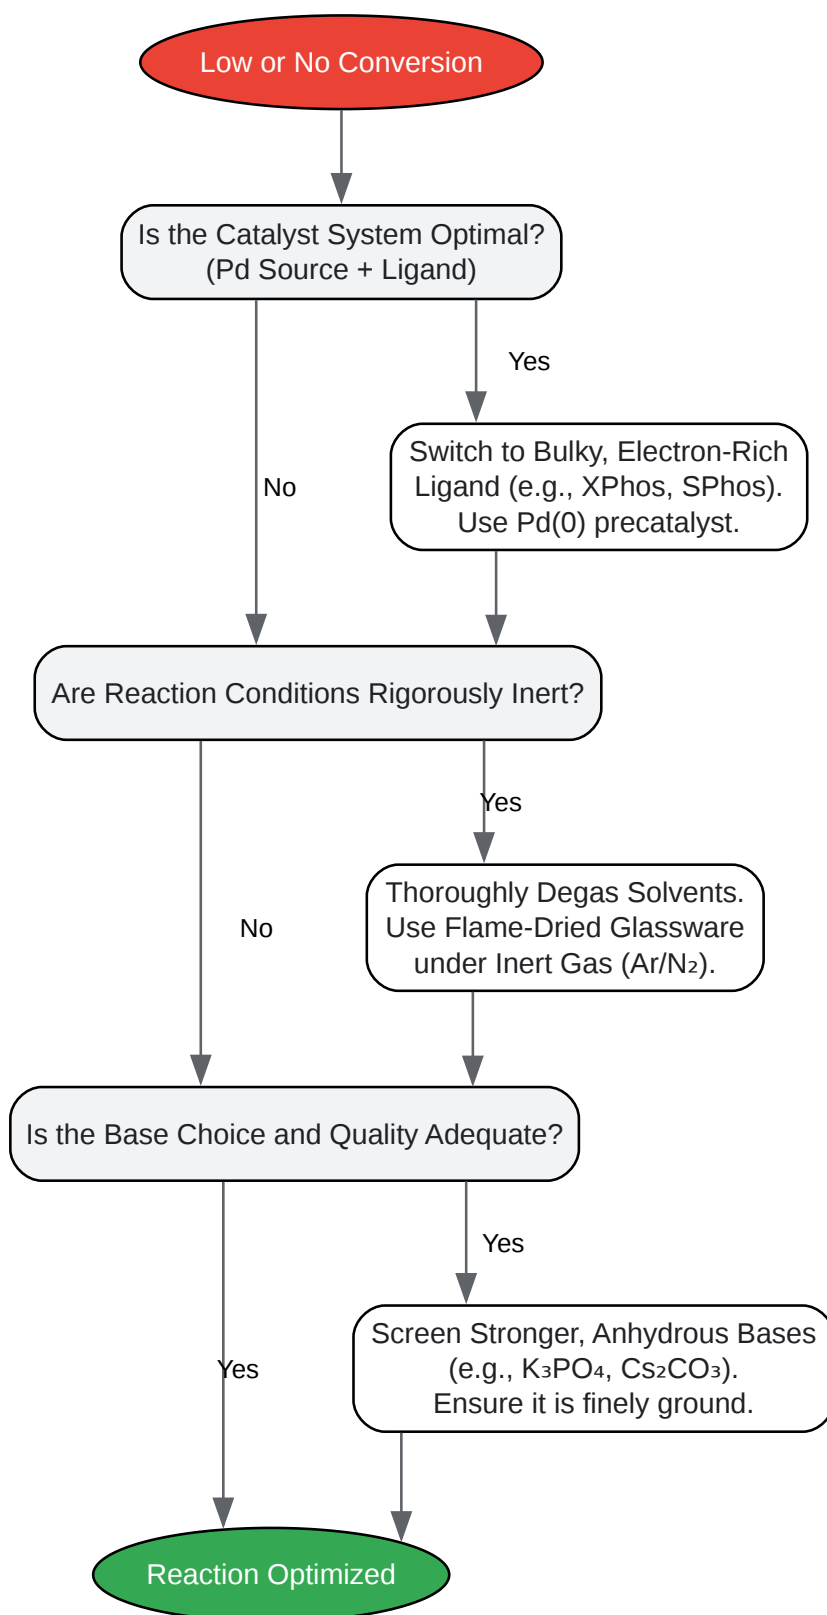 Low or No Conversion
Is the Catalyst System Optimal?
(Pd Source + Ligand)
Yes
Switch to Bulky, Electron-Rich
Ligand (e.g., XPhos, SPhos).
Use Pd(0) precatalyst.
No
Are Reaction Conditions Rigorously Inert?
Yes
Thoroughly Degas Solvents.
Use Flame-Dried Glassware
under Inert Gas (Ar/N₂).
No
Is the Base Choice and Quality Adequate?
Yes
Screen Stronger, Anhydrous Bases
(e.g., K₃PO₄, Cs₂CO₃).
Ensure it is finely ground.
Yes
Reaction Optimized